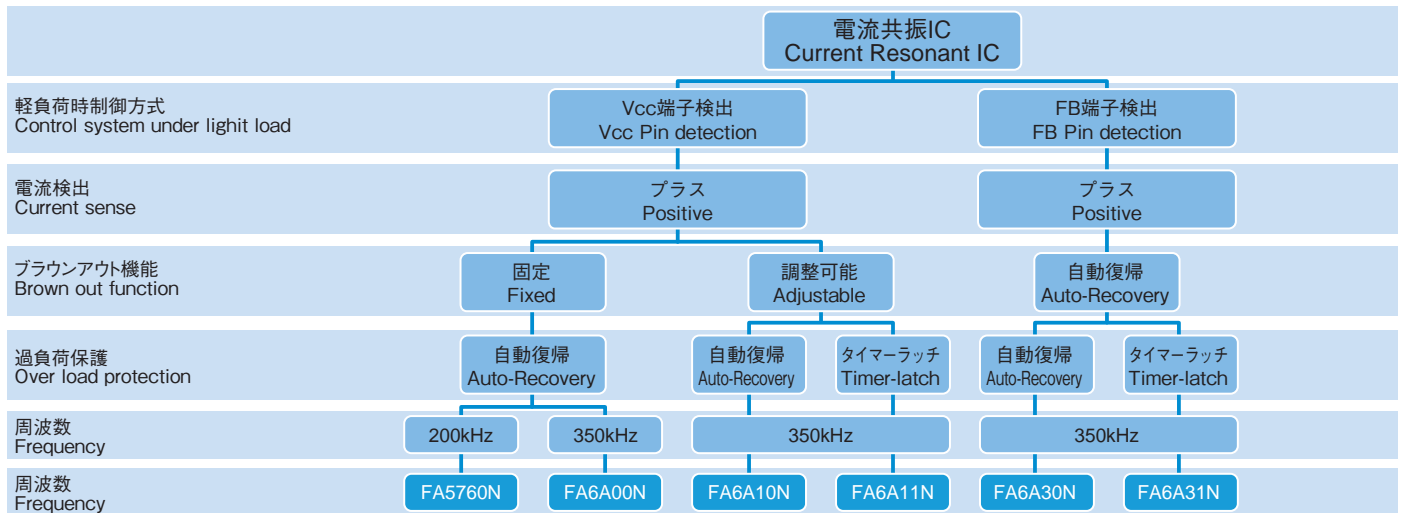 電流共振IC
Current Resonant IC
軽負荷時制御方式
Control system under lighit load
Vcc端子検出
Vcc Pin detection
FB端子検出
FB Pin detection
電流検出
Current sense
プラス
Positive
プラス
Positive
ブラウンアウト機能
Brown out function
固定
Fixed
調整可能
Adjustable
自動復帰
Auto-Recovery
過負荷保護
Over load protection
自動復帰
Auto-Recovery
自動復帰
Auto-Recovery
タイマーラッチ
Timer-latch
自動復帰
Auto-Recovery
タイマーラッチ
Timer-latch
周波数
Frequency
200kHz
350kHz
350kHz
350kHz
周波数
Frequency
FA5760N
FA6A00N
FA6A10N
FA6A11N
FA6A30N
FA6A31N